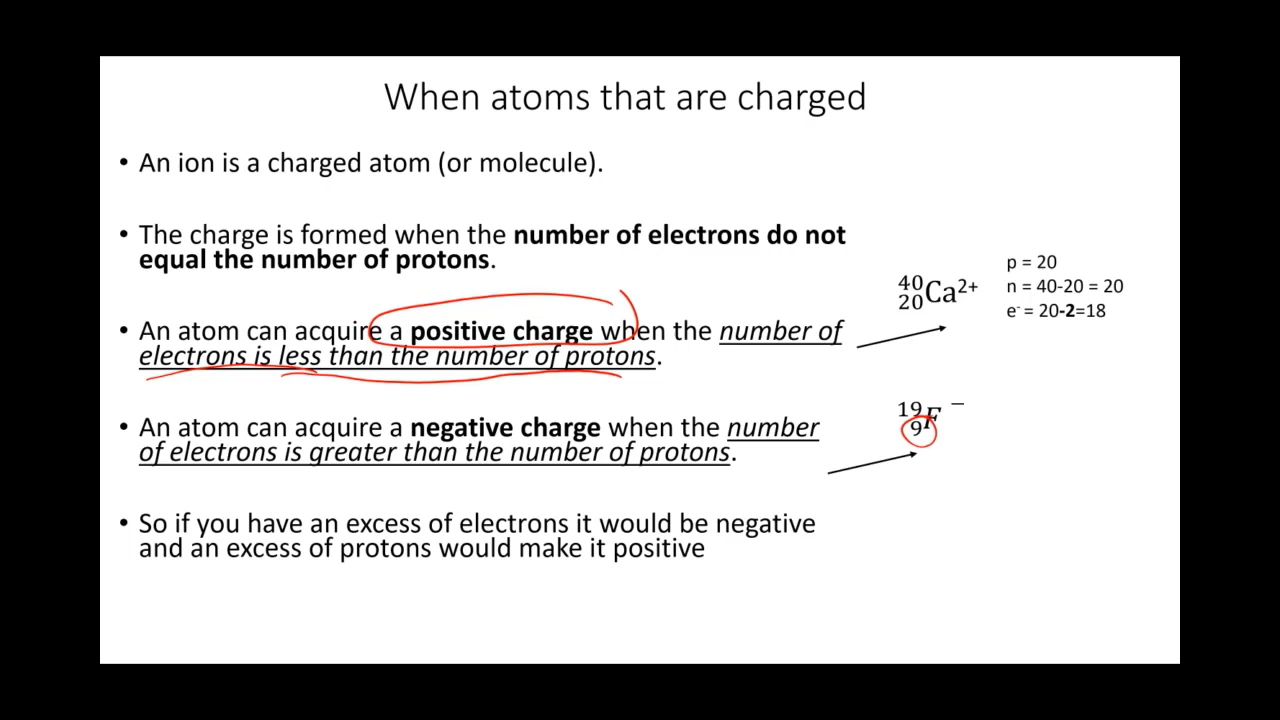 When atoms that are charged
• An ion is a charged atom (or molecule).
• The charge is formed when the number of electrons do not
equal the number of protons.
• An atom can acquire a positive charge when the number of
electrons is less than the number of protons.
• An atom can acquire a negative charge when the number
of electrons is greater than the number of protons.
• So if you have an excess of electrons it would be negative
and an excess of protons would make it positive
⁴⁰₂₀Ca²⁺
p = 20
n = 40-20 = 20
e⁻ = 20-2=18
¹⁹₉F⁻